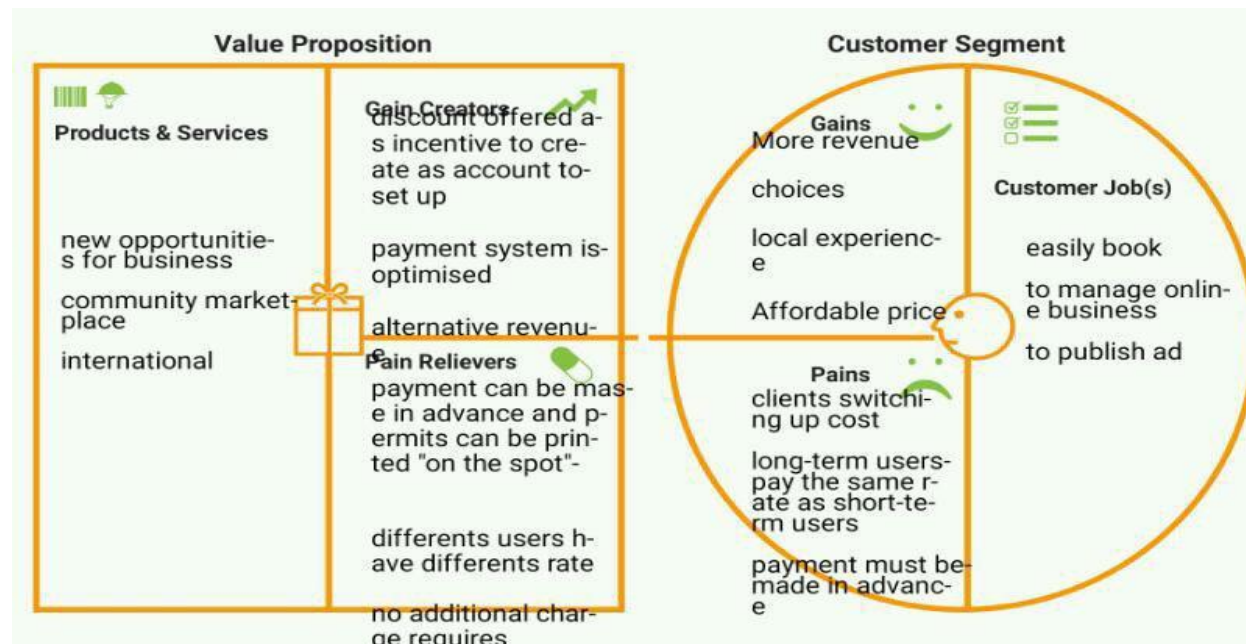 Value Proposition
Customer Segment
Products & Services
new opportunitie-
s for business
community market-
place
international
Gain Creators
discount offered a-
s incentive to cre-
ate as account to-
set up
payment system is-
optimised
alternative revenu-
e
Pain Relievers
payment can be mas-
e in advance and p-
ermits can be prin-
ted "on the spot"-
differents users h-
ave differents rate
no additional char-
ge requires
Gains
More revenue
choices
local experienc-
e
Affordable price
Pains
clients switchi-
ng up cost
long-term users-
pay the same r-
ate as short-te-
rm users
payment must be-
made in advanc-
e
Customer Job(s)
easily book
to manage onlin-
e business
to publish ad